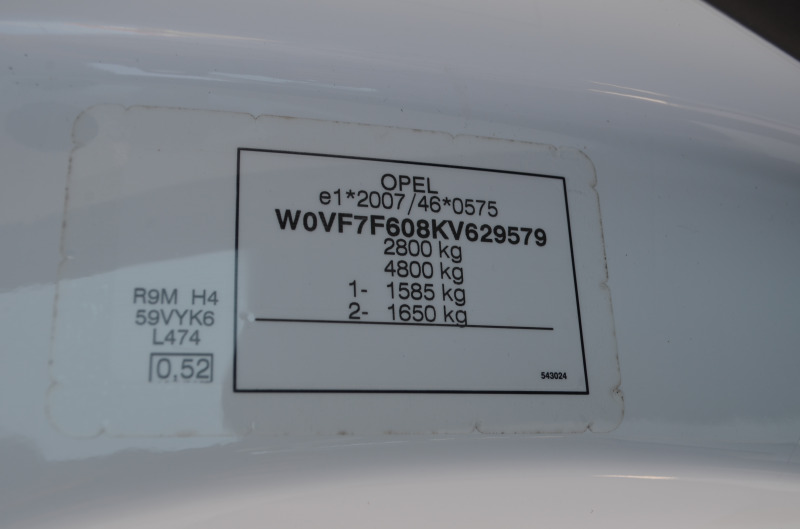 OPEL
e1*2007/46*0575
W0VF7F608KV629579
2800 kg
4800 kg
1- 1585 kg
2- 1650 kg
R9M H4
59VYK6
L474
0,52
543024